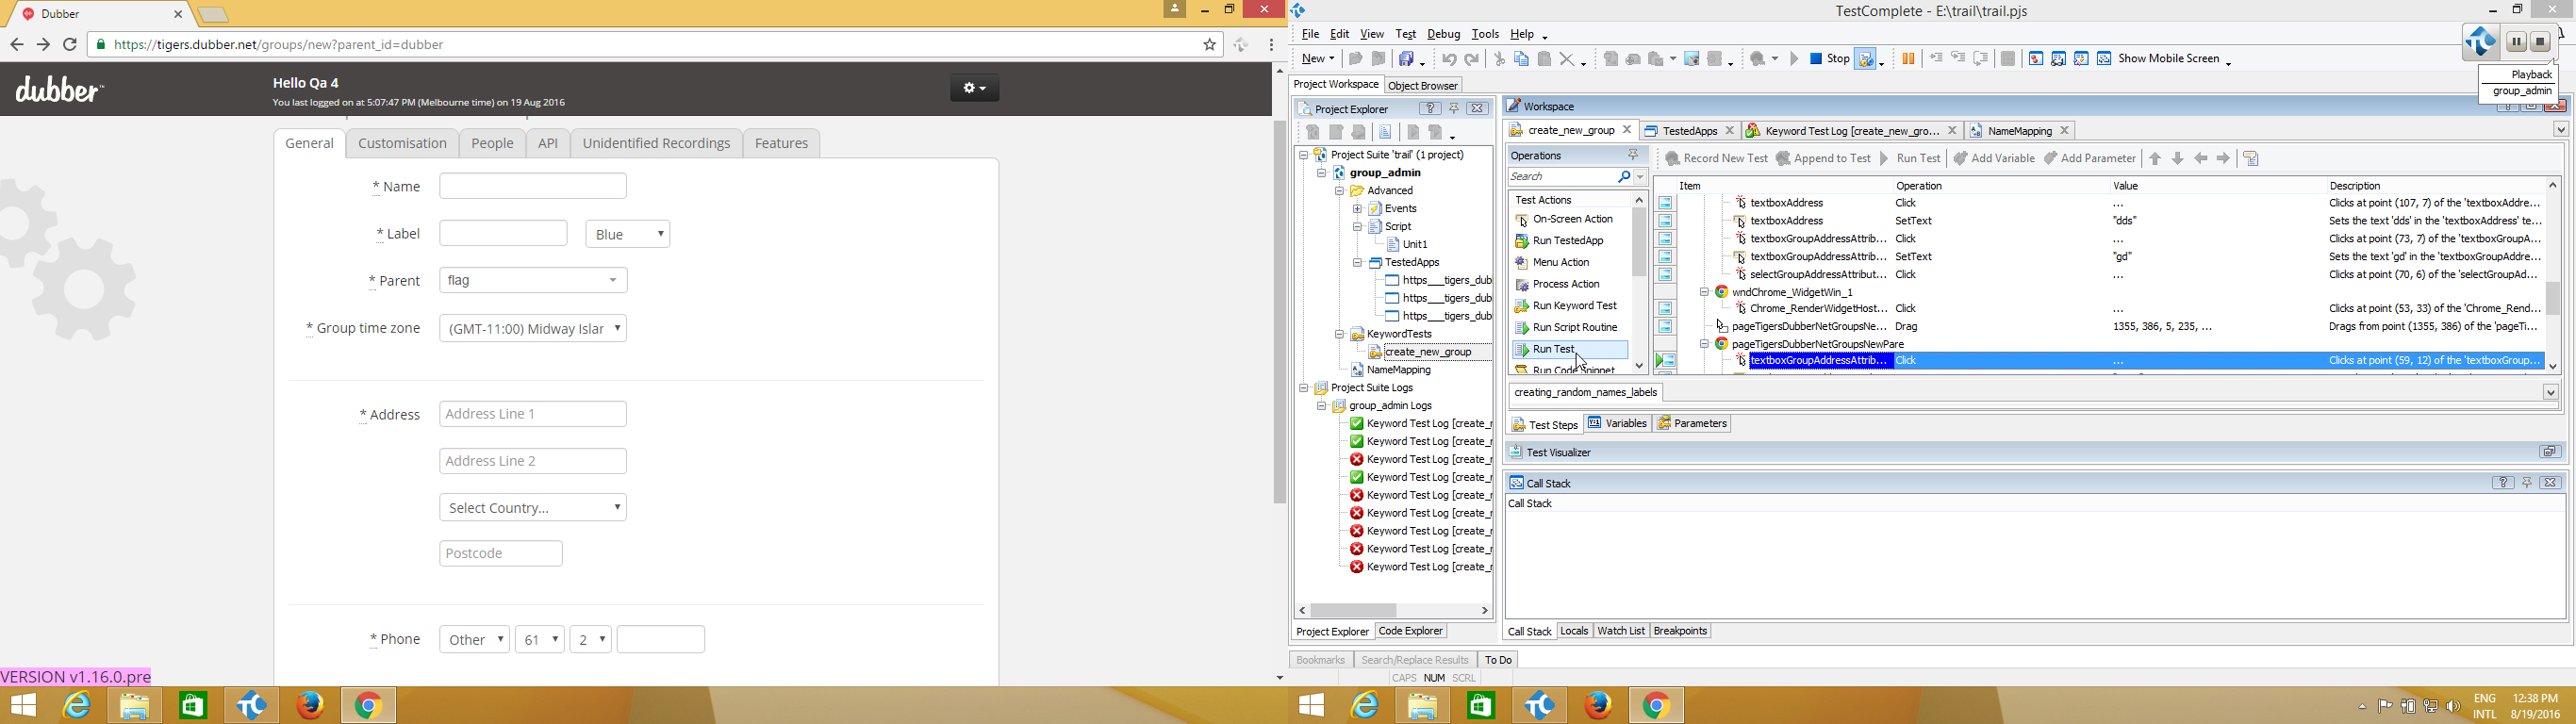 Dubber
https://tigers.dubber.net/groups/new?parent_id=dubber
dubber
Hello Qa 4
You last logged on at 5:07:47 PM (Melbourne time) on 19 Aug 2016
General Customisation People API Unidentified Recordings Features
* Name
* Label Blue
* Parent flag
* Group time zone (GMT-11:00) Midway Islar
* Address Address Line 1
Address Line 2
Select Country...
Postcode
* Phone Other 61 2
VERSION v1.16.0.pre
TestComplete - E:\trail\trail.pjs
File Edit View Test Debug Tools Help
New Stop Show Mobile Screen
Playback
group_admin
Project Workspace Object Browser
Project Explorer
Project Suite 'trail' (1 project)
group_admin
Advanced
Events
Script
Unit1
TestedApps
https___tigers_dub
https___tigers_dub
https___tigers_dub
KeywordTests
create_new_group
NameMapping
Project Suite Logs
group_admin Logs
Keyword Test Log [create_r
Keyword Test Log [create_r
Keyword Test Log [create_r
Keyword Test Log [create_r
Keyword Test Log [create_r
Keyword Test Log [create_r
Keyword Test Log [create_r
Keyword Test Log [create_r
Keyword Test Log [create_r
Project Explorer Code Explorer
Workspace
create_new_group TestedApps Keyword Test Log [create_new_gro... NameMapping
Operations
Search
Test Actions
On-Screen Action
Run TestedApp
Menu Action
Process Action
Run Keyword Test
Run Script Routine
Run Test
Run Code Snippet
Record New Test Append to Test Run Test Add Variable Add Parameter
Item Operation Value Description
textboxAddress Click ... Clicks at point (107, 7) of the 'textboxAddre...
textboxAddress SetText "dds" Sets the text 'dds' in the 'textboxAddress' te...
textboxGroupAddressAttrib... Click ... Clicks at point (73, 7) of the 'textboxGroupA...
textboxGroupAddressAttrib... SetText "gd" Sets the text 'gd' in the 'textboxGroupAddre...
selectGroupAddressAttribut... Click ... Clicks at point (70, 6) of the 'selectGroupAd...
wndChrome_WidgetWin_1
Chrome_RenderWidgetHost... Click ... Clicks at point (53, 33) of the 'Chrome_Rend...
pageTigersDubberNetGroupsNe... Drag 1355, 386, 5, 235, ... Drags from point (1355, 386) of the 'pageTi...
pageTigersDubberNetGroupsNewPare
textboxGroupAddressAttrib... Click ... Clicks at point (59, 12) of the 'textboxGroup...
creating_random_names_labels
Test Steps Variables Parameters
Test Visualizer
Call Stack
Call Stack
Call Stack Locals Watch List Breakpoints
Bookmarks Search/Replace Results To Do
CAPS NUM SCRL
ENG 12:38 PM
INTL 8/19/2016